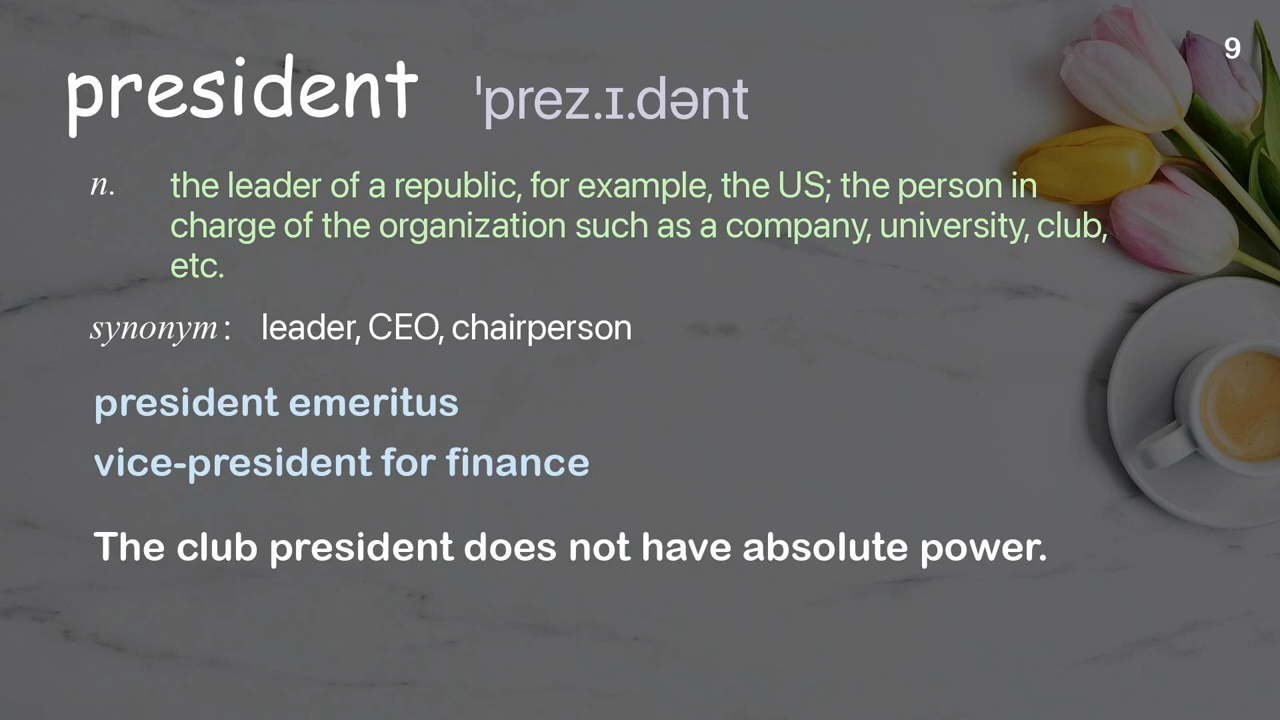 9
president ˈprez.ɪ.dənt
n. the leader of a republic, for example, the US; the person in
charge of the organization such as a company, university, club,
etc.
synonym: leader, CEO, chairperson
president emeritus
vice-president for finance
The club president does not have absolute power.